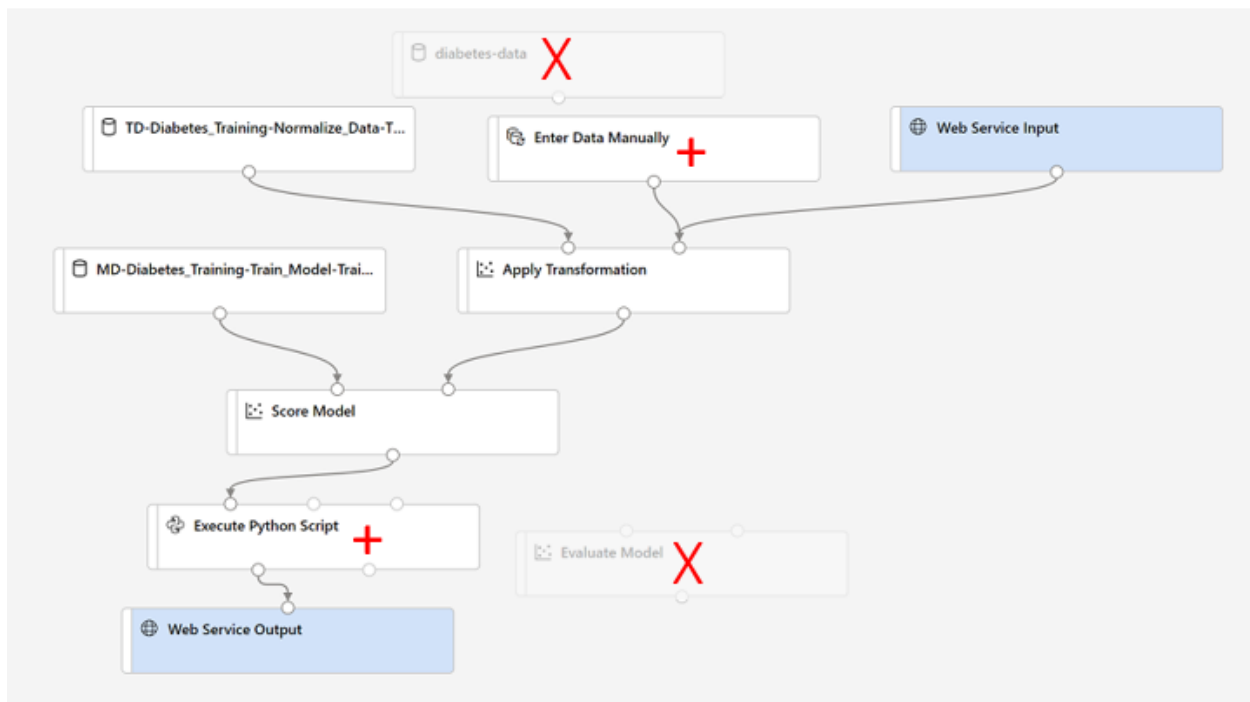 diabetes-data
TD-Diabetes_Training-Normalize_Data-T...
Enter Data Manually
Web Service Input
MD-Diabetes_Training-Train_Model-Trai...
Apply Transformation
Score Model
Execute Python Script
Evaluate Model
Web Service Output